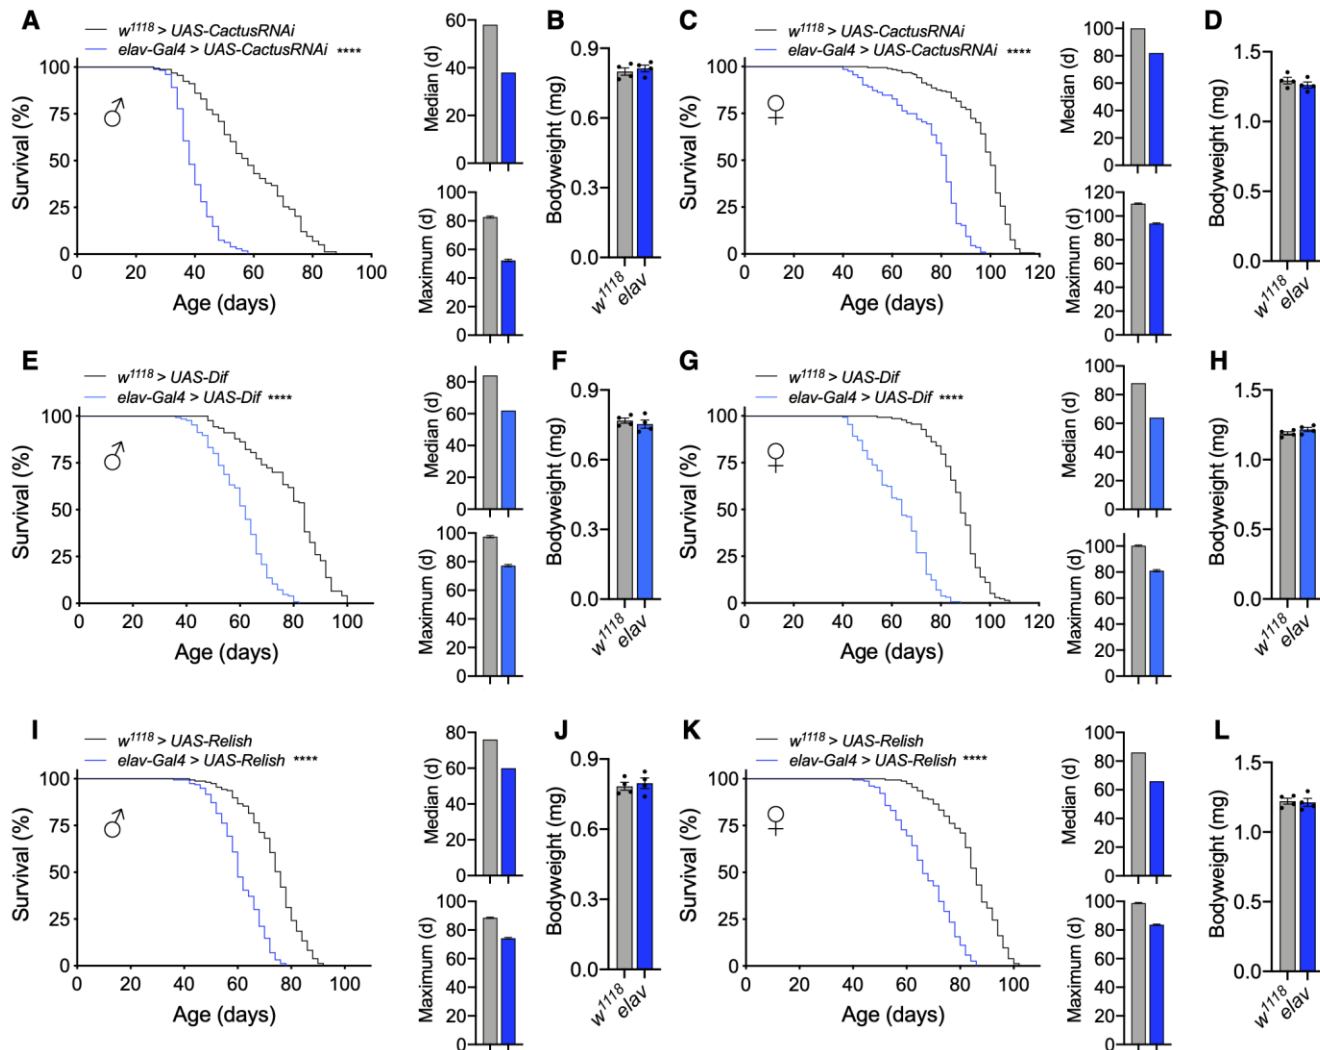 A
w1118 > UAS-CactusRNAi
elav-Gal4 > UAS-CactusRNAi ****
Survival (%)
100
75
50
25
0
♂
0 20 40 60 80 100
Age (days)
Median (d)
60
40
20
0
Maximum (d)
100
80
60
40
20
0
B
Bodyweight (mg)
0.9
0.6
0.3
0.0
w1118 elav
C
w1118 > UAS-CactusRNAi
elav-Gal4 > UAS-CactusRNAi ****
Survival (%)
100
75
50
25
0
♀
0 20 40 60 80 100 120
Age (days)
Median (d)
100
80
60
40
20
0
Maximum (d)
120
100
80
60
40
20
0
D
Bodyweight (mg)
1.5
1.0
0.5
0.0
w1118 elav
E
w1118 > UAS-Dif
elav-Gal4 > UAS-Dif ****
Survival (%)
100
75
50
25
0
♂
0 20 40 60 80 100
Age (days)
Median (d)
80
60
40
20
0
Maximum (d)
100
80
60
40
20
0
F
Bodyweight (mg)
0.9
0.6
0.3
0.0
w1118 elav
G
w1118 > UAS-Dif
elav-Gal4 > UAS-Dif ****
Survival (%)
100
75
50
25
0
♀
0 20 40 60 80 100 120
Age (days)
Median (d)
100
80
60
40
20
0
Maximum (d)
100
80
60
40
20
0
H
Bodyweight (mg)
1.5
1.0
0.5
0.0
w1118 elav
I
w1118 > UAS-Relish
elav-Gal4 > UAS-Relish ****
Survival (%)
100
75
50
25
0
♂
0 20 40 60 80 100
Age (days)
Median (d)
80
60
40
20
0
Maximum (d)
100
80
60
40
20
0
J
Bodyweight (mg)
0.9
0.6
0.3
0.0
w1118 elav
K
w1118 > UAS-Relish
elav-Gal4 > UAS-Relish ****
Survival (%)
100
75
50
25
0
♀
0 20 40 60 80 100
Age (days)
Median (d)
100
80
60
40
20
0
Maximum (d)
100
80
60
40
20
0
L
Bodyweight (mg)
1.5
1.0
0.5
0.0
w1118 elav